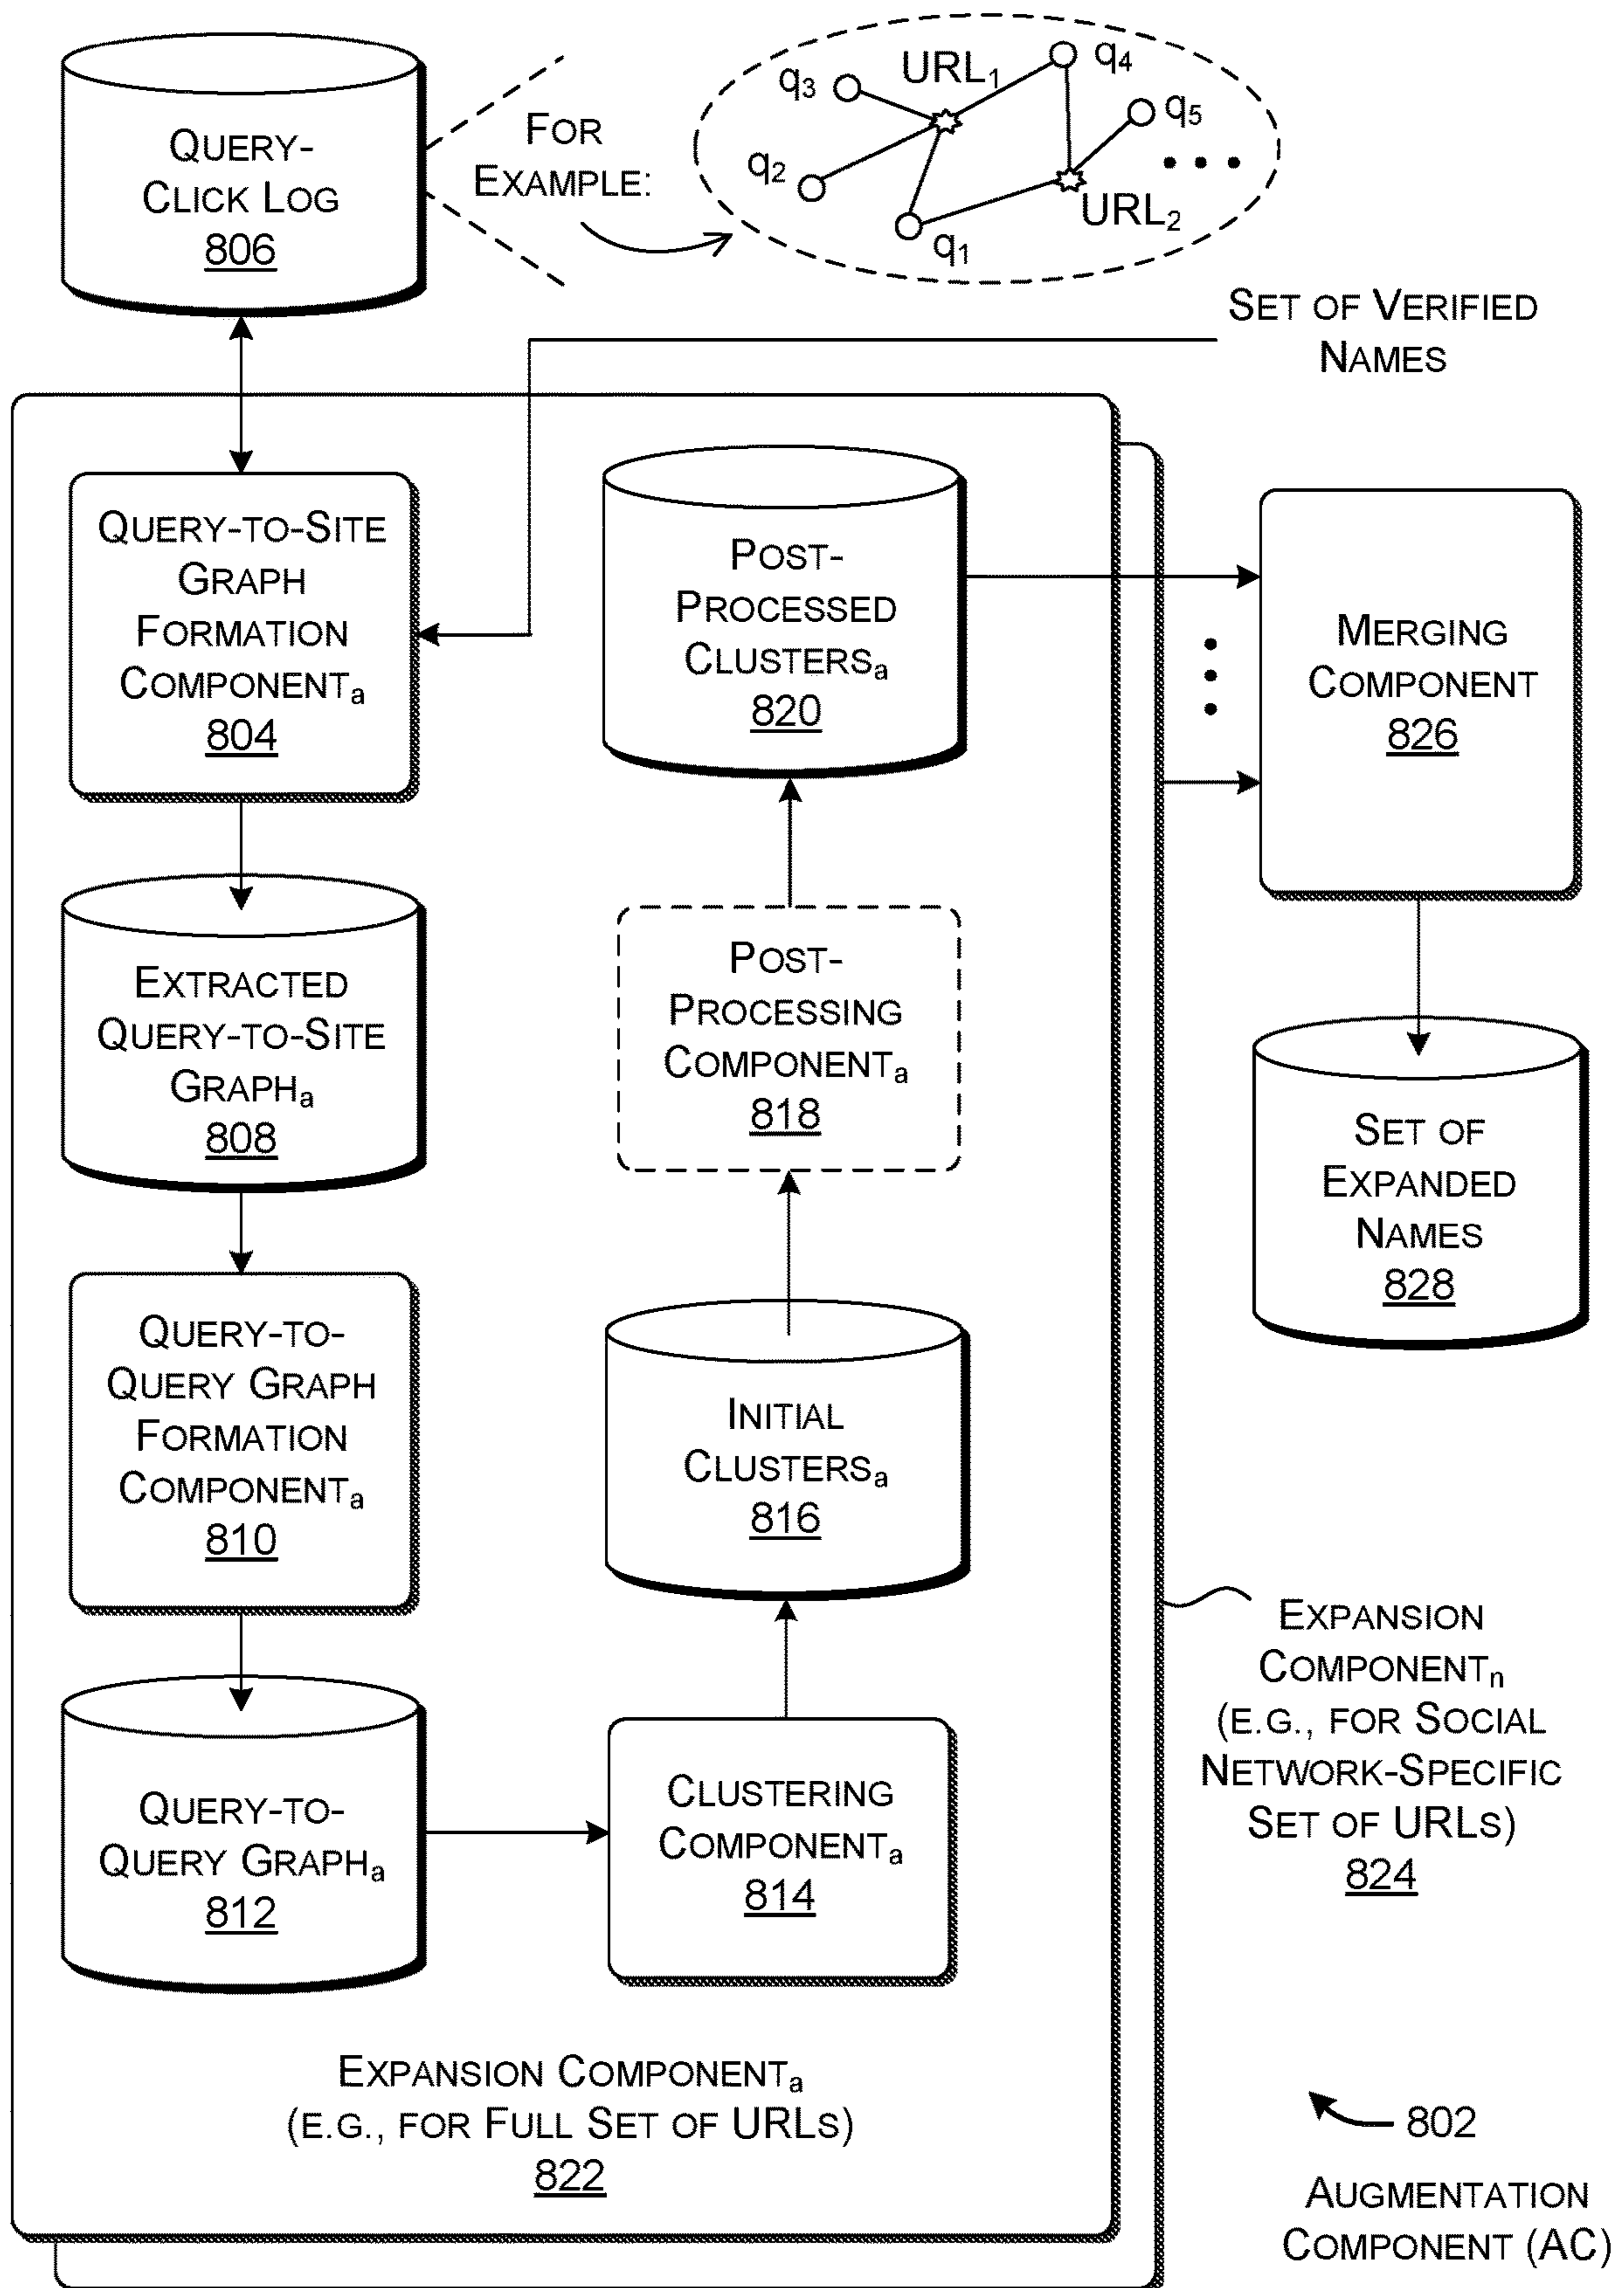 QUERY-
CLICK LOG
806
FOR
EXAMPLE:
q3
URL1
q4
q5
q2
URL2
q1
SET OF VERIFIED
NAMES
QUERY-TO-SITE
GRAPH
FORMATION
COMPONENTa
804
POST-
PROCESSED
CLUSTERSa
820
MERGING
COMPONENT
826
EXTRACTED
QUERY-TO-SITE
GRAPHa
808
POST-
PROCESSING
COMPONENTa
818
SET OF
EXPANDED
NAMES
828
QUERY-TO-
QUERY GRAPH
FORMATION
COMPONENTa
810
INITIAL
CLUSTERSa
816
QUERY-TO-
QUERY GRAPHa
812
CLUSTERING
COMPONENTa
814
EXPANSION
COMPONENTn
(E.G., FOR SOCIAL
NETWORK-SPECIFIC
SET OF URLS)
824
EXPANSION COMPONENTa
(E.G., FOR FULL SET OF URLS)
822
802
AUGMENTATION
COMPONENT (AC)